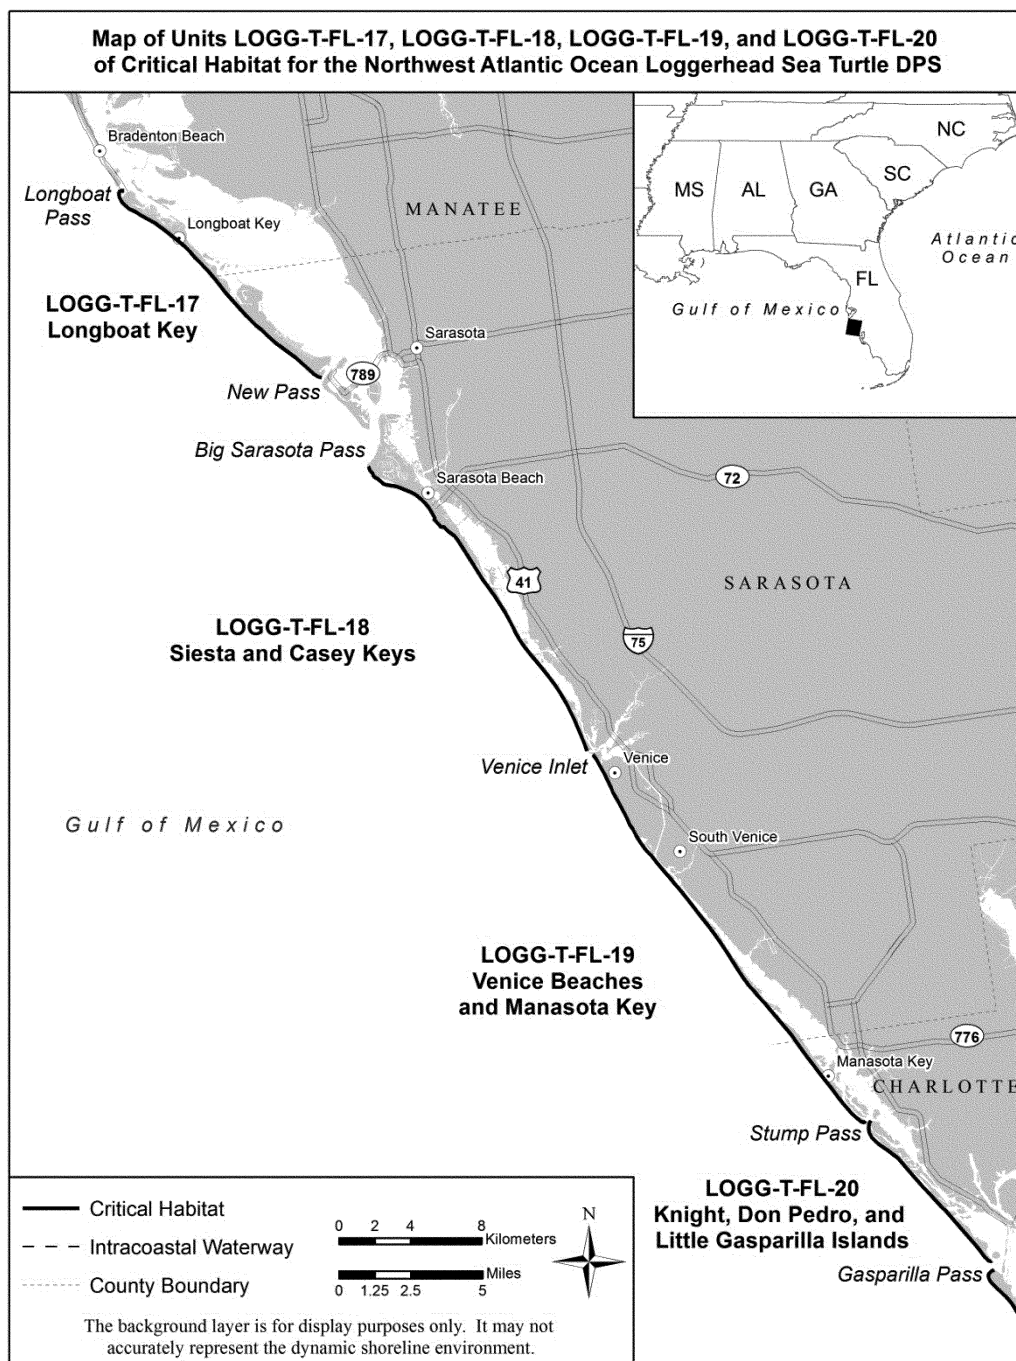 Map of Units LOGG-T-FL-17, LOGG-T-FL-18, LOGG-T-FL-19, and LOGG-T-FL-20
of Critical Habitat for the Northwest Atlantic Ocean Loggerhead Sea Turtle DPS
Bradenton Beach
Longboat
Pass
Longboat Key
MANATEE
LOGG-T-FL-17
Longboat Key
Sarasota
789
New Pass
Big Sarasota Pass
Sarasota Beach
72
41
SARASOTA
75
LOGG-T-FL-18
Siesta and Casey Keys
Venice Inlet
Venice
Gulf of Mexico
South Venice
LOGG-T-FL-19
Venice Beaches
and Manasota Key
776
Manasota Key
CHARLOTTE
Stump Pass
LOGG-T-FL-20
Knight, Don Pedro, and
Little Gasparilla Islands
Gasparilla Pass
NC
SC
MS
AL
GA
Atlantic
Ocean
FL
Gulf of Mexico
Critical Habitat
Intracoastal Waterway
County Boundary
0 2 4 8
Kilometers
Miles
0 1.25 2.5 5
N
The background layer is for display purposes only. It may not
accurately represent the dynamic shoreline environment.